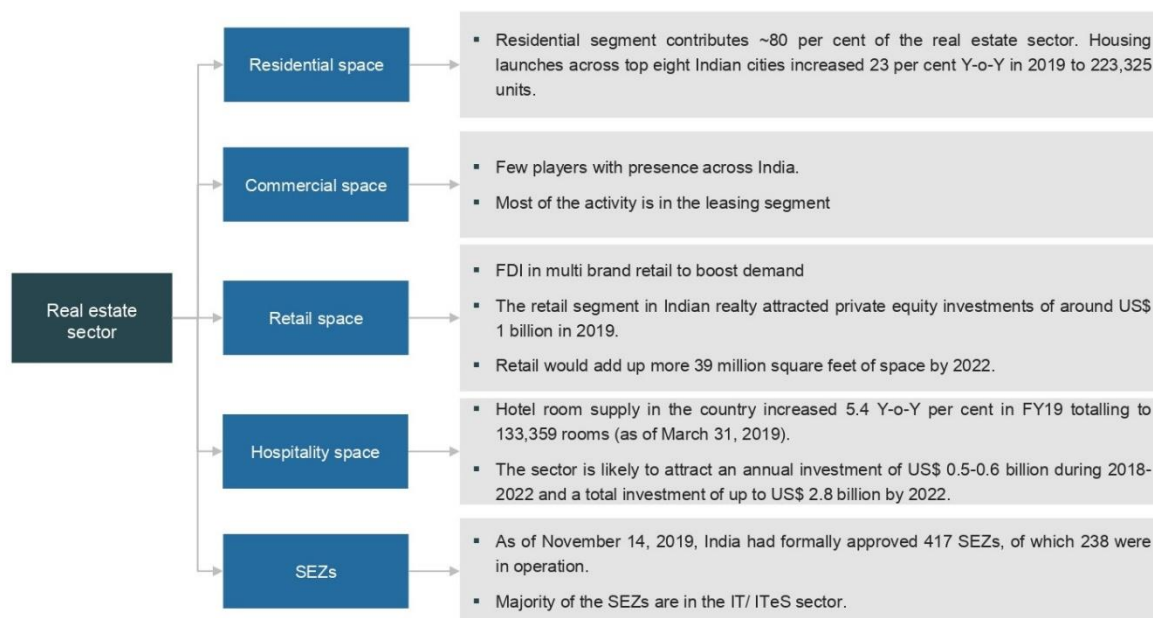 Real estate
sector
Residential space
▪ Residential segment contributes ~80 per cent of the real estate sector. Housing
launches across top eight Indian cities increased 23 per cent Y-o-Y in 2019 to 223,325
units.
Commercial space
▪ Few players with presence across India.
▪ Most of the activity is in the leasing segment
Retail space
▪ FDI in multi brand retail to boost demand
▪ The retail segment in Indian realty attracted private equity investments of around US$
1 billion in 2019.
▪ Retail would add up more 39 million square feet of space by 2022.
Hospitality space
▪ Hotel room supply in the country increased 5.4 Y-o-Y per cent in FY19 totalling to
133,359 rooms (as of March 31, 2019).
▪ The sector is likely to attract an annual investment of US$ 0.5-0.6 billion during 2018-
2022 and a total investment of up to US$ 2.8 billion by 2022.
SEZs
▪ As of November 14, 2019, India had formally approved 417 SEZs, of which 238 were
in operation.
▪ Majority of the SEZs are in the IT/ ITeS sector.